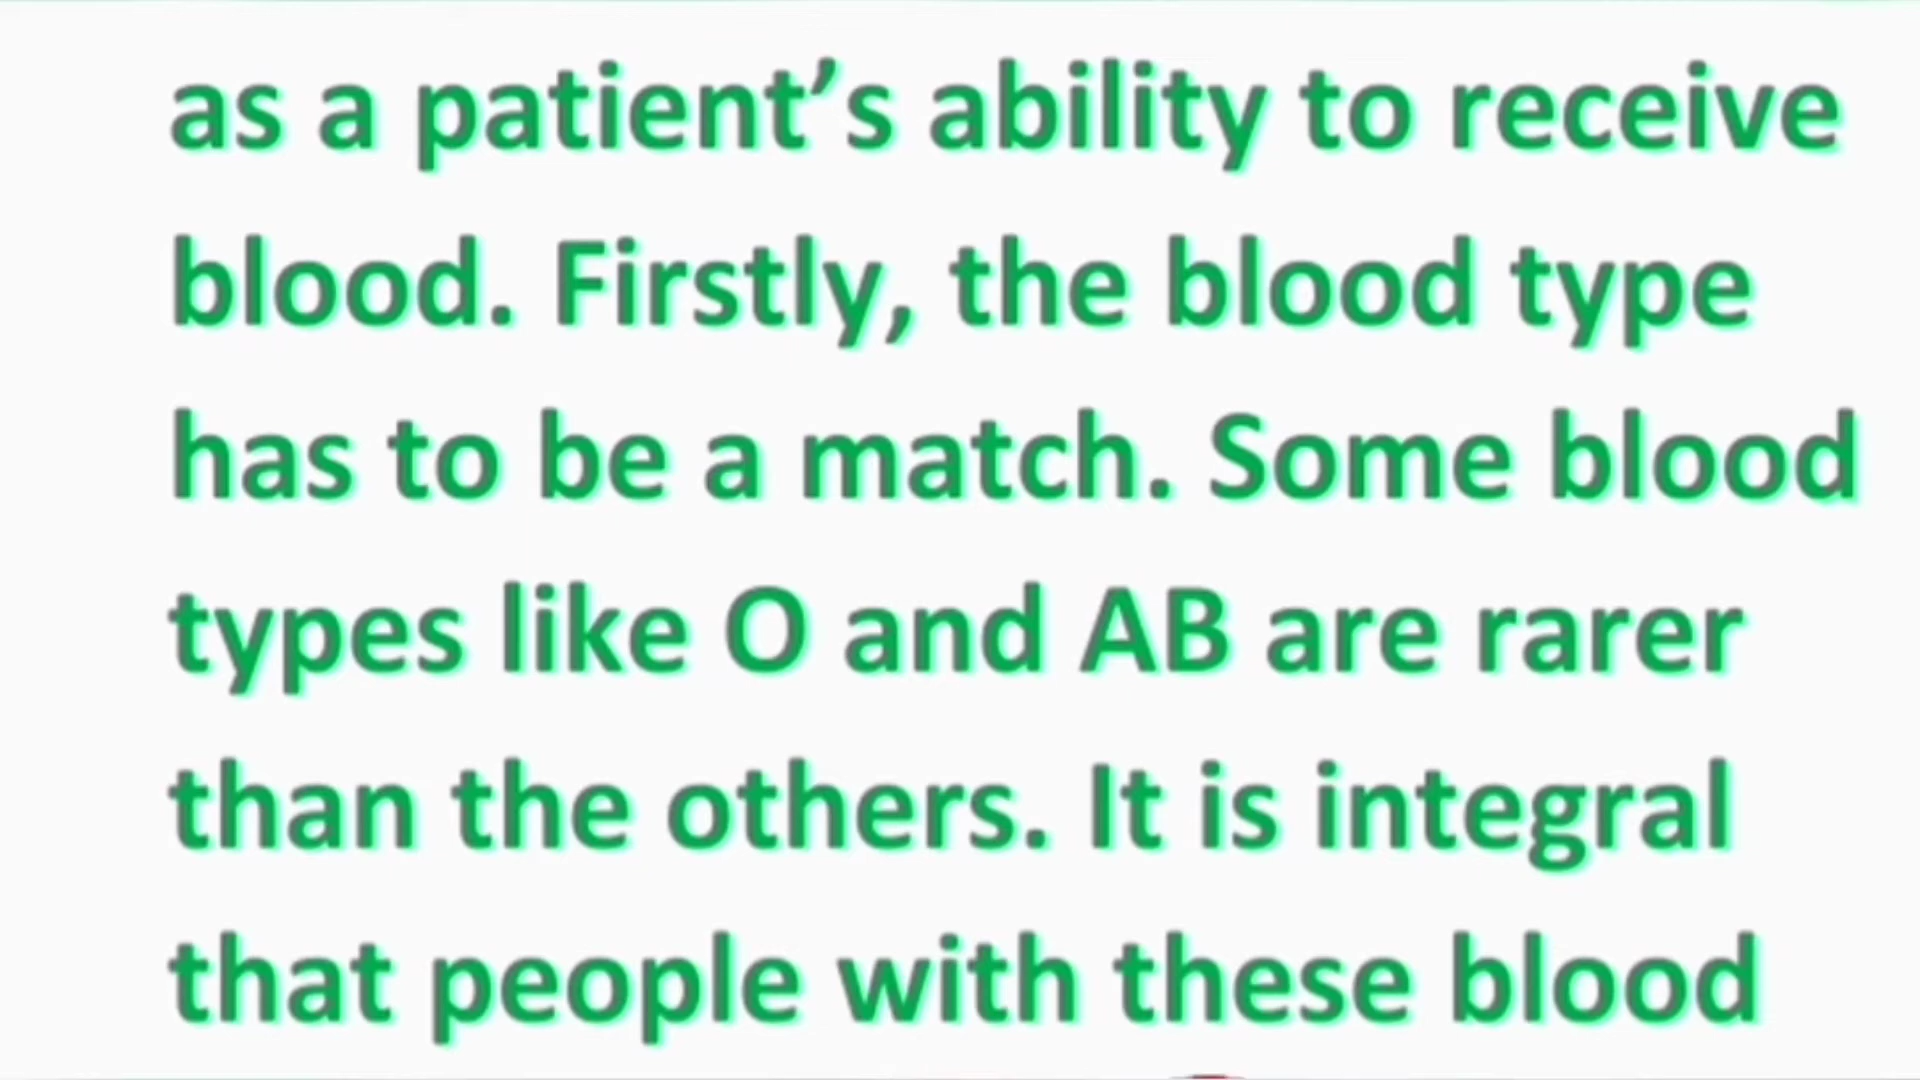 as a patient’s ability to receive
blood. Firstly, the blood type
has to be a match. Some blood
types like O and AB are rarer
than the others. It is integral
that people with these blood